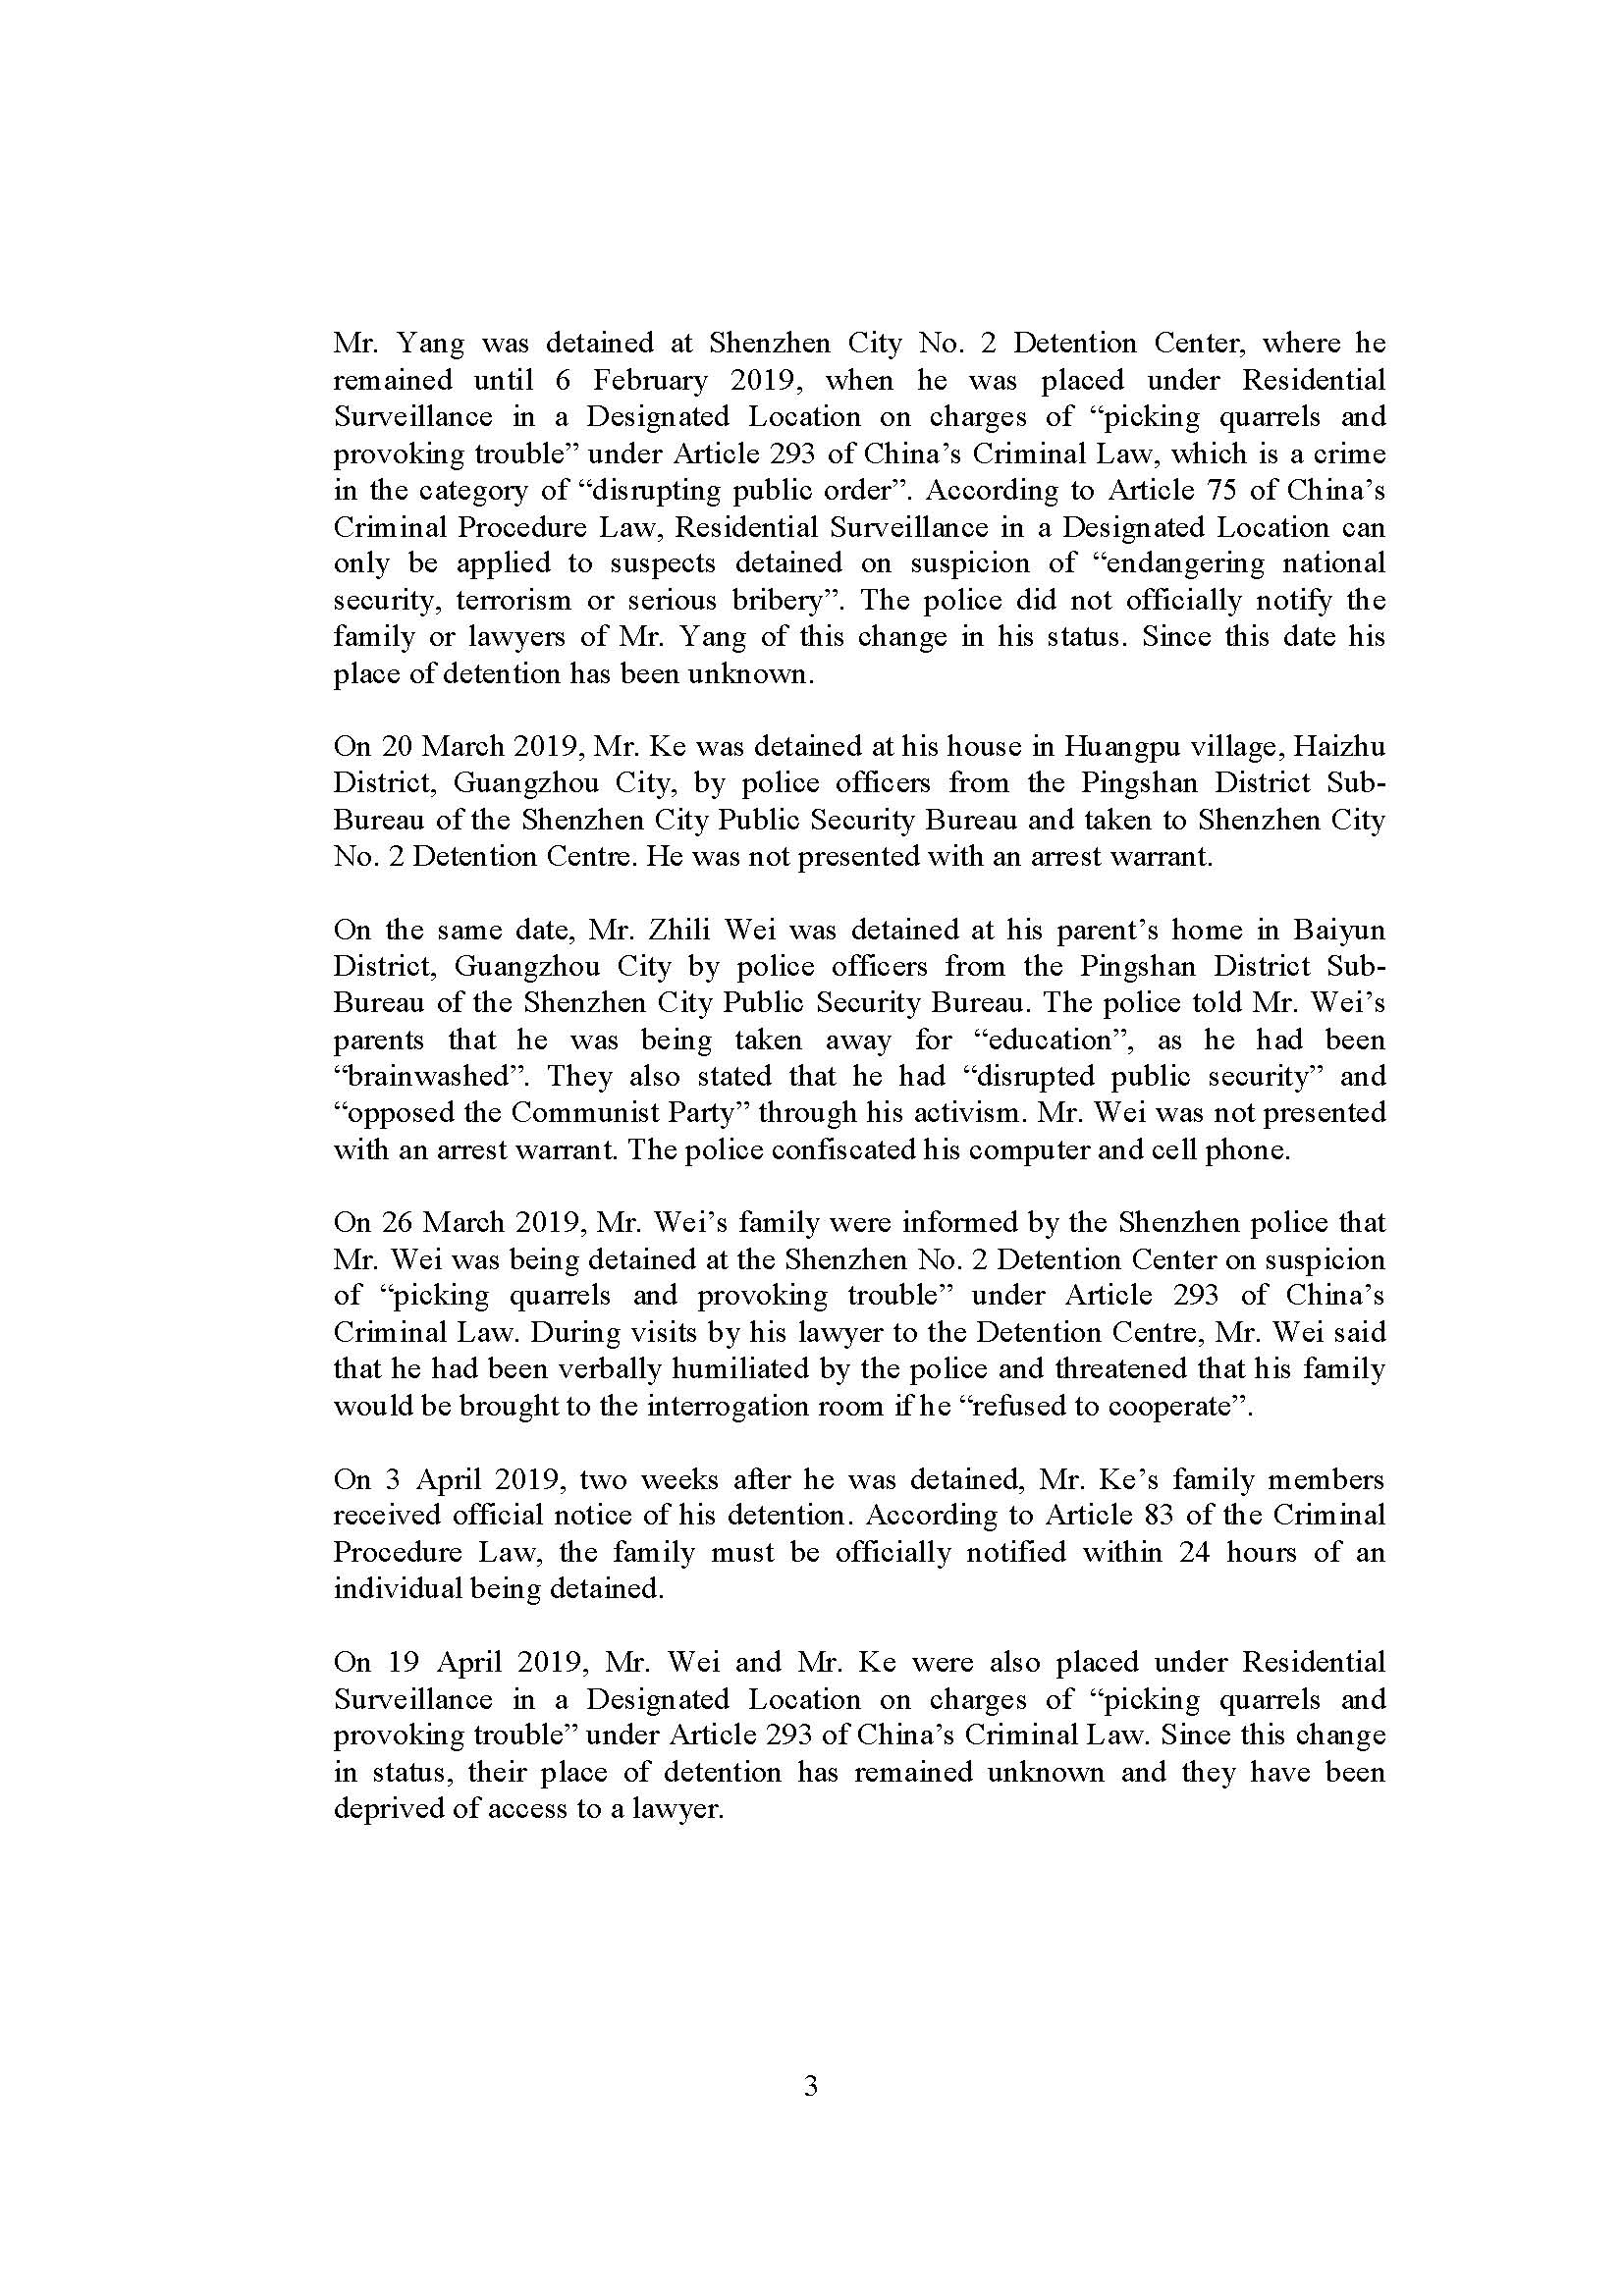 Mr. Yang was detained at Shenzhen City No. 2 Detention Center, where he
remained until 6 February 2019, when he was placed under Residential
Surveillance in a Designated Location on charges of “picking quarrels and
provoking trouble” under Article 293 of China’s Criminal Law, which is a crime
in the category of “disrupting public order”. According to Article 75 of China’s
Criminal Procedure Law, Residential Surveillance in a Designated Location can
only be applied to suspects detained on suspicion of “endangering national
security, terrorism or serious bribery”. The police did not officially notify the
family or lawyers of Mr. Yang of this change in his status. Since this date his
place of detention has been unknown.
On 20 March 2019, Mr. Ke was detained at his house in Huangpu village, Haizhu
District, Guangzhou City, by police officers from the Pingshan District Sub-
Bureau of the Shenzhen City Public Security Bureau and taken to Shenzhen City
No. 2 Detention Centre. He was not presented with an arrest warrant.
On the same date, Mr. Zhili Wei was detained at his parent’s home in Baiyun
District, Guangzhou City by police officers from the Pingshan District Sub-
Bureau of the Shenzhen City Public Security Bureau. The police told Mr. Wei’s
parents that he was being taken away for “education”, as he had been
“brainwashed”. They also stated that he had “disrupted public security” and
“opposed the Communist Party” through his activism. Mr. Wei was not presented
with an arrest warrant. The police confiscated his computer and cell phone.
On 26 March 2019, Mr. Wei’s family were informed by the Shenzhen police that
Mr. Wei was being detained at the Shenzhen No. 2 Detention Center on suspicion
of “picking quarrels and provoking trouble” under Article 293 of China’s
Criminal Law. During visits by his lawyer to the Detention Centre, Mr. Wei said
that he had been verbally humiliated by the police and threatened that his family
would be brought to the interrogation room if he “refused to cooperate”.
On 3 April 2019, two weeks after he was detained, Mr. Ke’s family members
received official notice of his detention. According to Article 83 of the Criminal
Procedure Law, the family must be officially notified within 24 hours of an
individual being detained.
On 19 April 2019, Mr. Wei and Mr. Ke were also placed under Residential
Surveillance in a Designated Location on charges of “picking quarrels and
provoking trouble” under Article 293 of China’s Criminal Law. Since this change
in status, their place of detention has remained unknown and they have been
deprived of access to a lawyer.
3